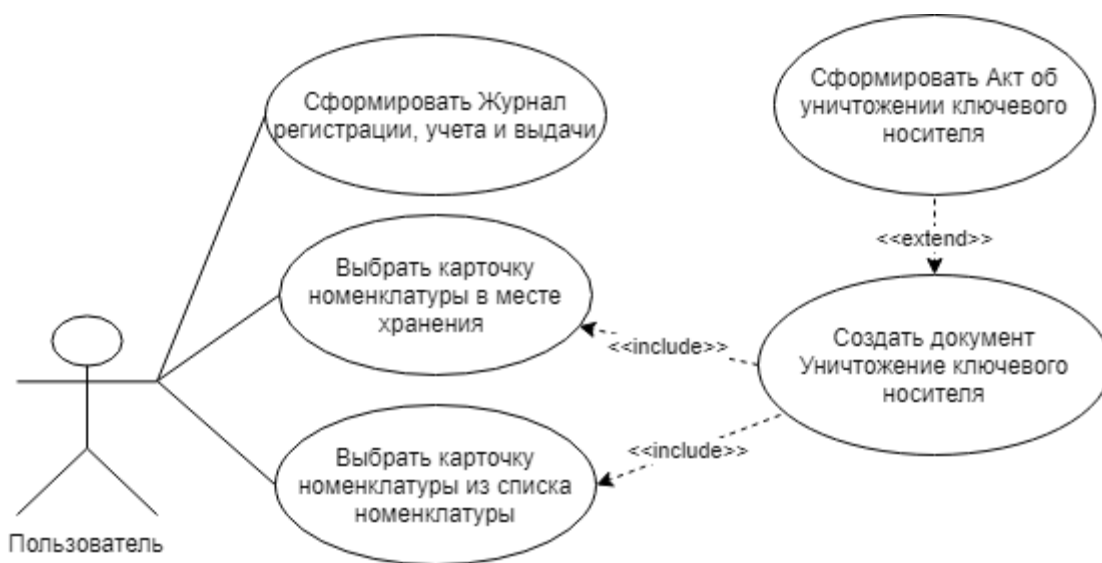 Сформировать Журнал
регистрации, учета и выдачи
Сформировать Акт об
уничтожении ключевого
носителя
<<extend>>
Выбрать карточку
номенклатуры в месте
хранения
<<include>>
Создать документ
Уничтожение ключевого
носителя
<<include>>
Выбрать карточку
номенклатуры из списка
номенклатуры
Пользователь